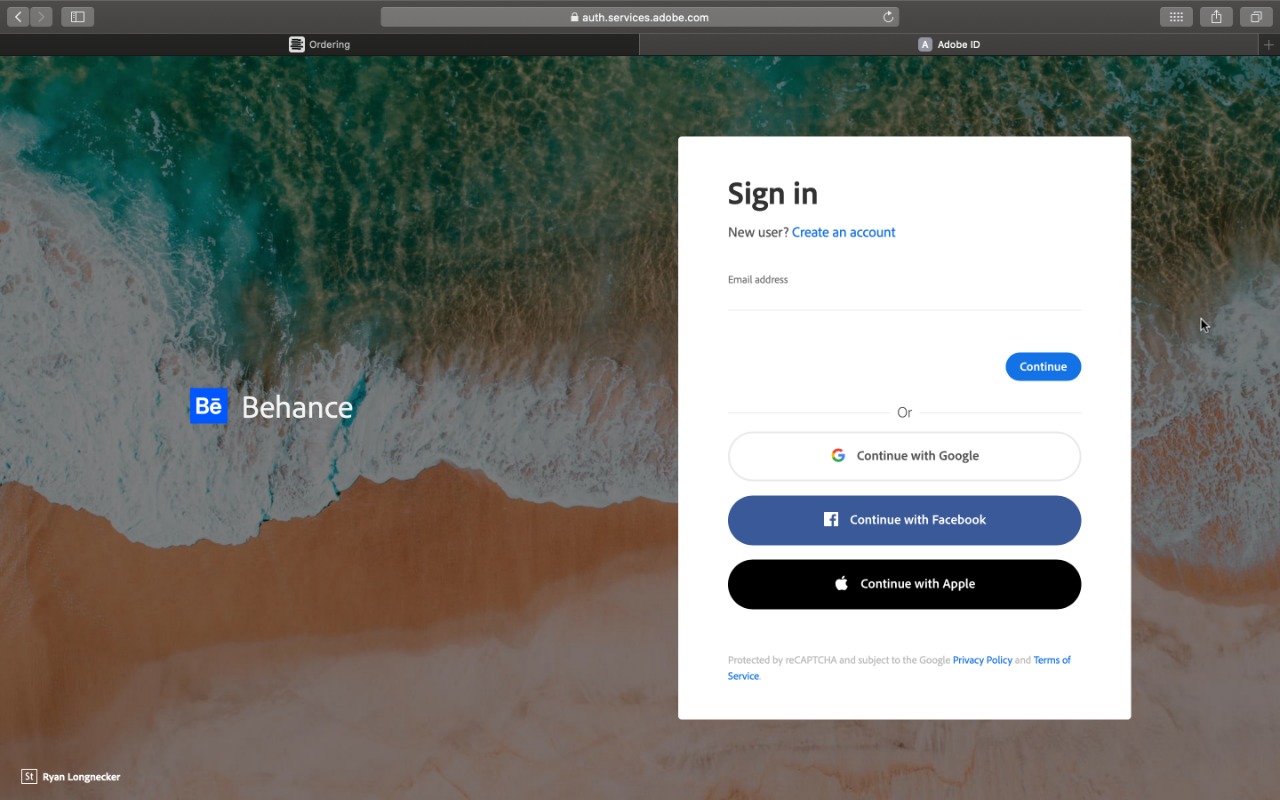 auth.services.adobe.com
Ordering
A Adobe ID
Sign in
New user? Create an account
Email address
Continue
Or
Continue with Google
Continue with Facebook
Continue with Apple
Protected by reCAPTCHA and subject to the Google Privacy Policy and Terms of
Service.
Bē Behance
St Ryan Longnecker